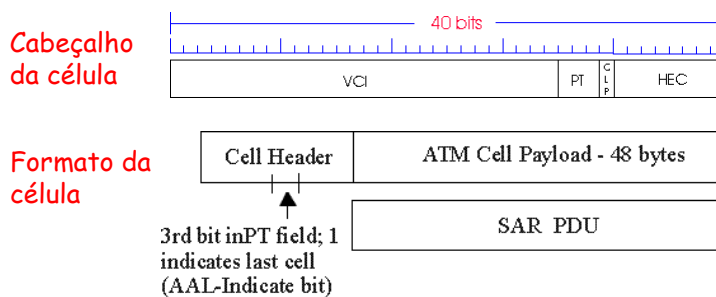 40 bits
Cabeçalho
da célula
VCI
PT
C
L
P
HEC
Formato da
célula
Cell Header
ATM Cell Payload - 48 bytes
3rd bit inPT field; 1
indicates last cell
(AAL-Indicate bit)
SAR PDU